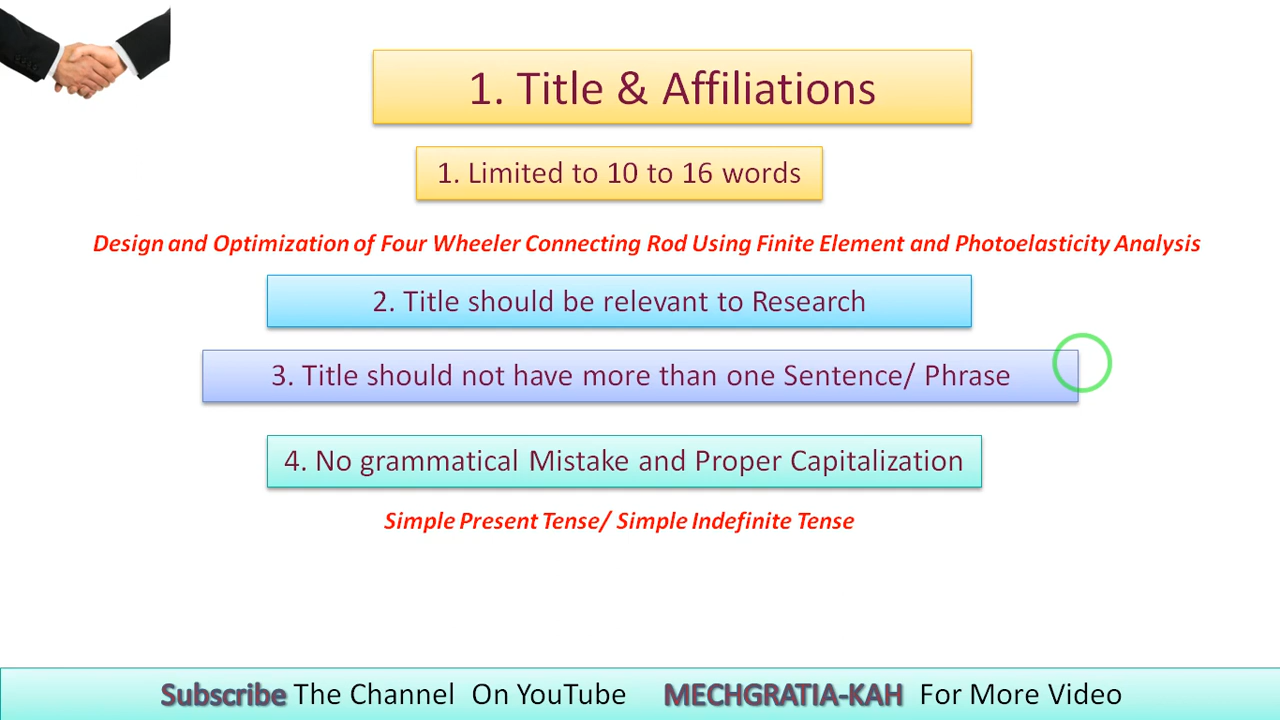 1. Title & Affiliations
1. Limited to 10 to 16 words
Design and Optimization of Four Wheeler Connecting Rod Using Finite Element and Photoelasticity Analysis
2. Title should be relevant to Research
3. Title should not have more than one Sentence/ Phrase
4. No grammatical Mistake and Proper Capitalization
Simple Present Tense/ Simple Indefinite Tense
Subscribe The Channel On YouTube MECHGRATIA-KAH For More Video